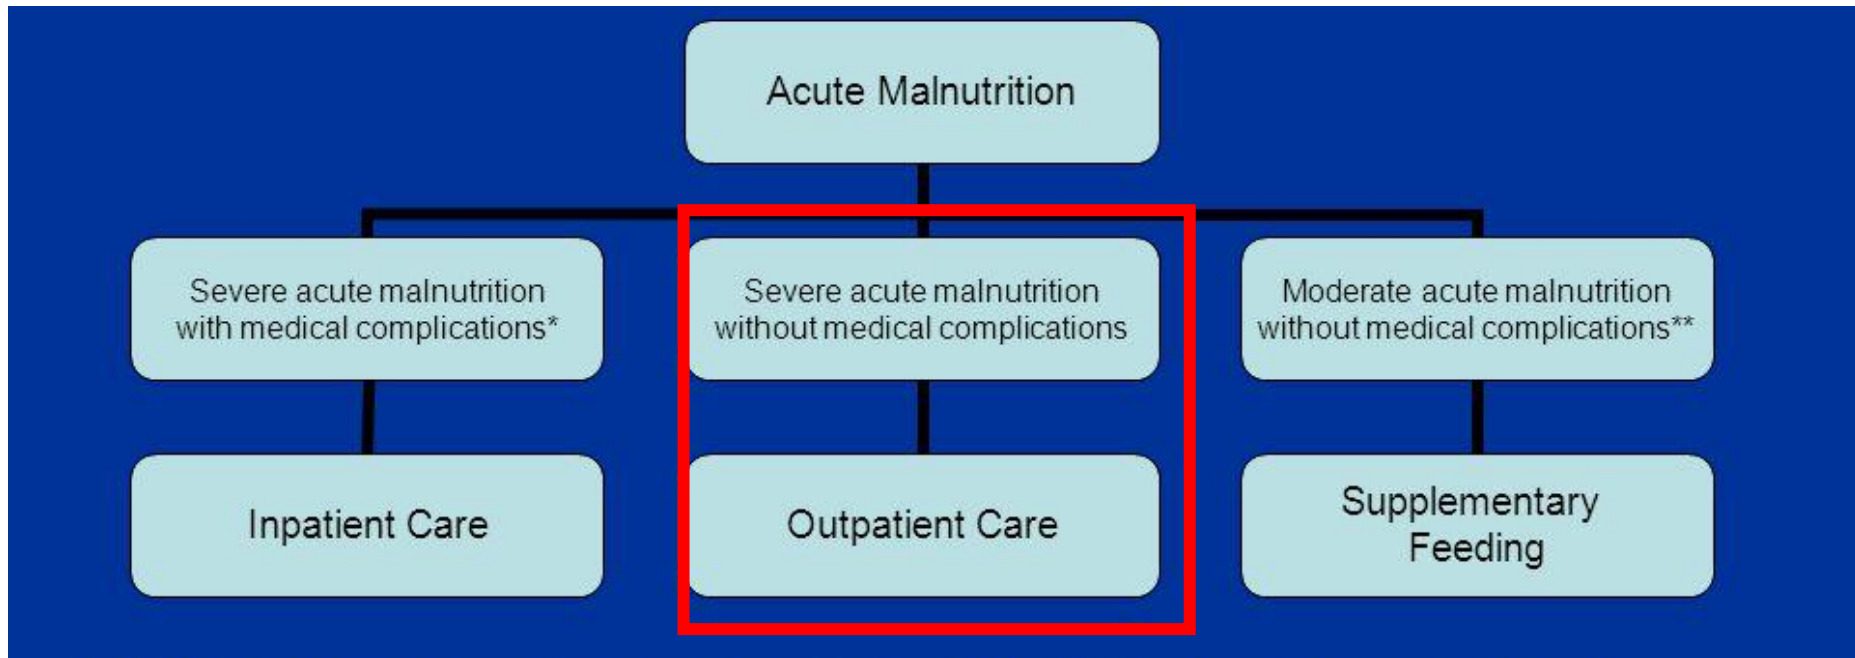 Acute Malnutrition
Severe acute malnutrition
with medical complications*
Severe acute malnutrition
without medical complications
Moderate acute malnutrition
without medical complications**
Inpatient Care
Outpatient Care
Supplementary
Feeding